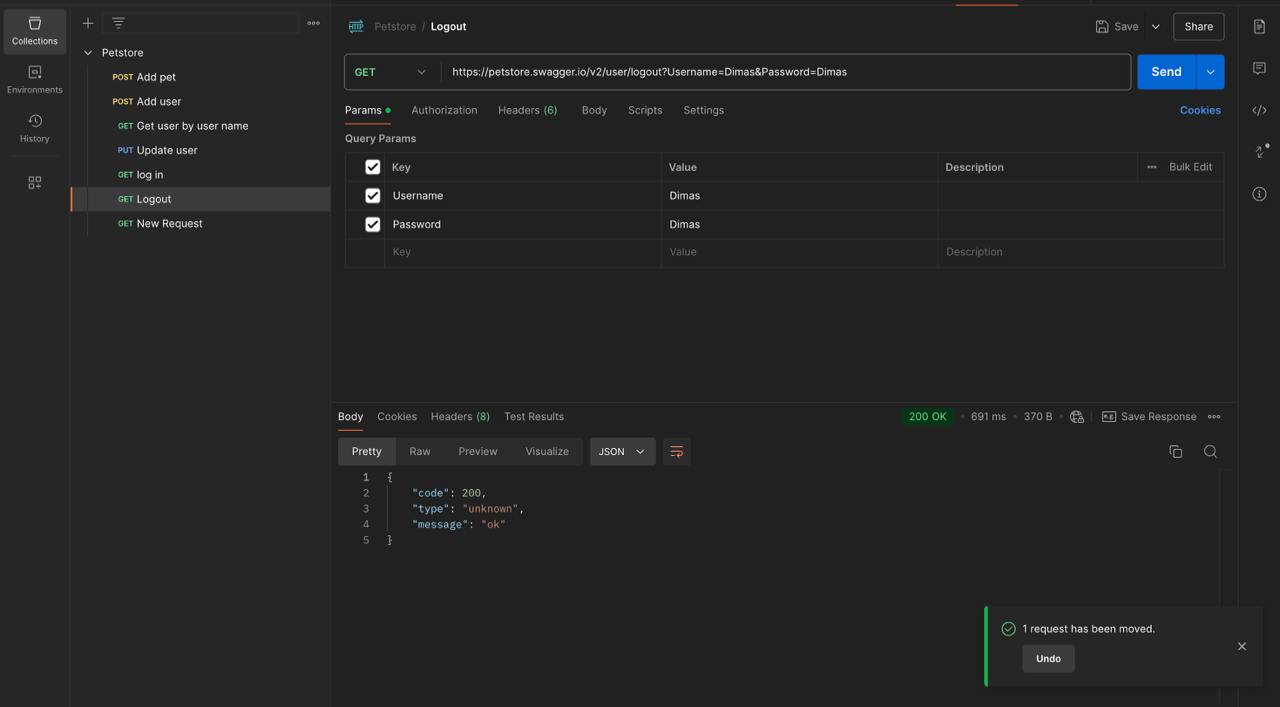 Collections
Environments
History
Petstore
POST Add pet
POST Add user
GET Get user by user name
PUT Update user
GET log in
GET Logout
GET New Request
HTTP Petstore / Logout
Save
Share
GET
https://petstore.swagger.io/v2/user/logout?Username=Dimas&Password=Dimas
Send
Params Authorization Headers (6) Body Scripts Settings
Cookies
Query Params
Key Value Description Bulk Edit
Username Dimas
Password Dimas
Key Value Description
Body Cookies Headers (8) Test Results
200 OK • 691 ms • 370 B
e.g. Save Response
Pretty Raw Preview Visualize JSON
1 {
2 "code": 200,
3 "type": "unknown",
4 "message": "ok"
5 }
1 request has been moved.
Undo